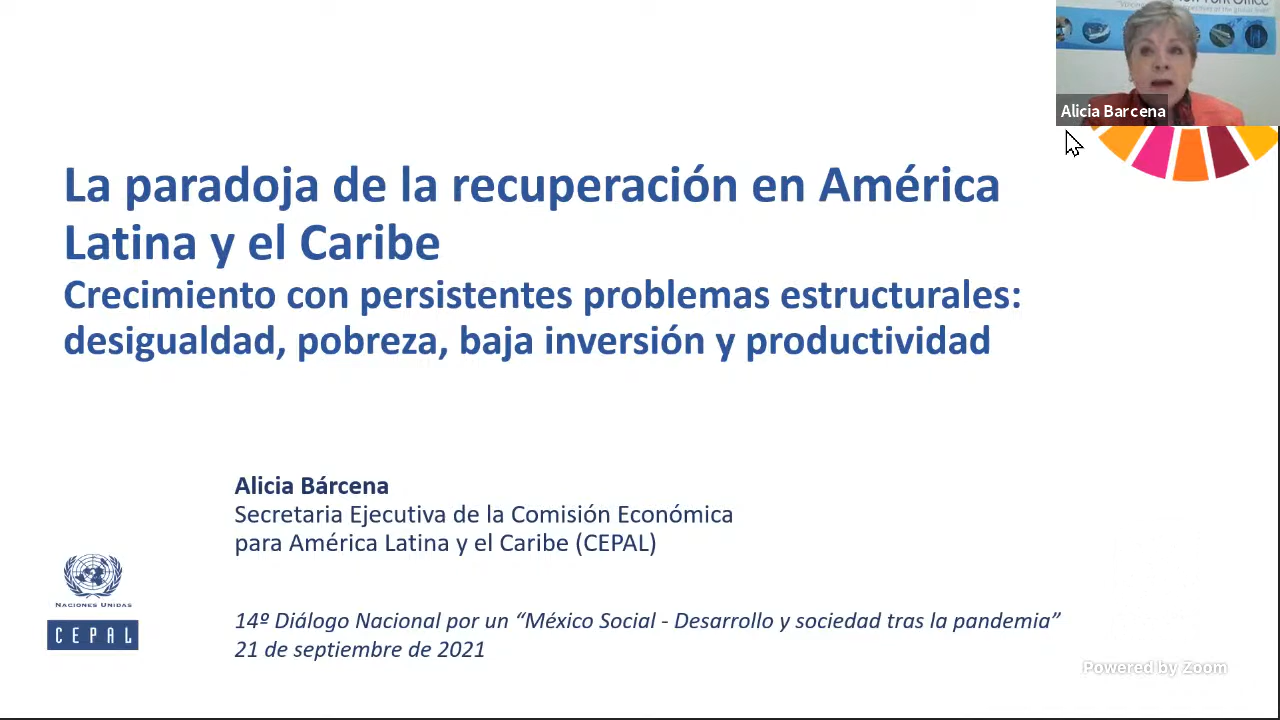 Alicia Barcena
La paradoja de la recuperación en América
Latina y el Caribe
Crecimiento con persistentes problemas estructurales:
desigualdad, pobreza, baja inversión y productividad
Alicia Bárcena
Secretaria Ejecutiva de la Comisión Económica
para América Latina y el Caribe (CEPAL)
NACIONES UNIDAS
CEPAL
14º Diálogo Nacional por un “México Social - Desarrollo y sociedad tras la pandemia”
21 de septiembre de 2021
Powered by Zoom